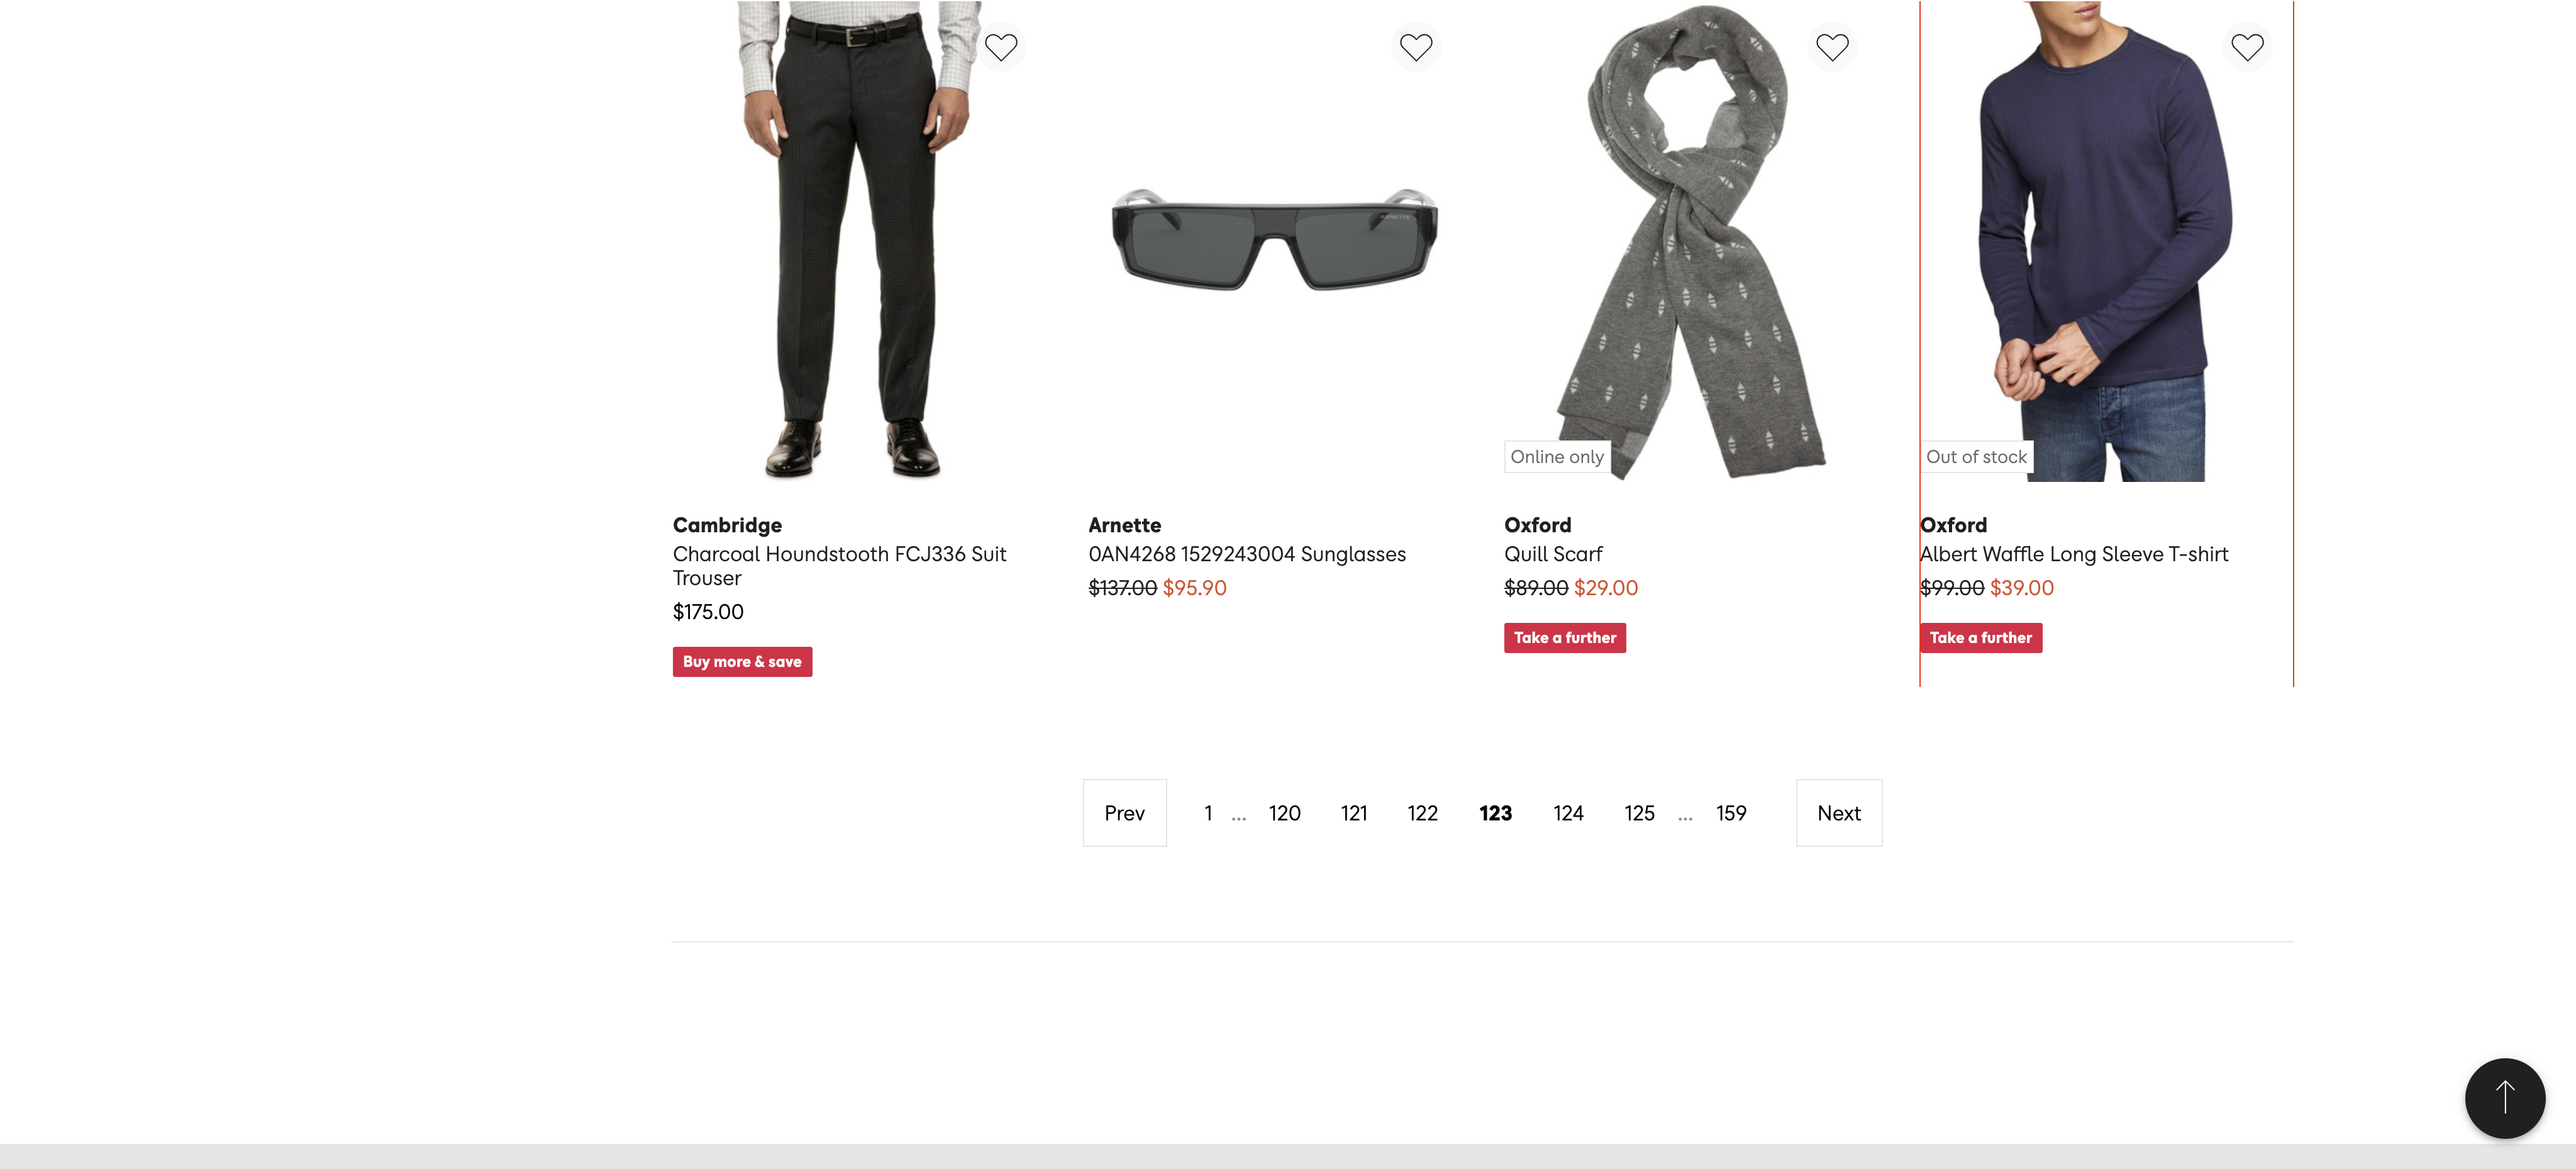 ARNETTE
Online only
Out of stock
Cambridge
Charcoal Houndstooth FCJ336 Suit
Trouser
$175.00
Buy more & save
Arnette
0AN4268 1529243004 Sunglasses
$137.00 $95.90
Oxford
Quill Scarf
$89.00 $29.00
Take a further
Oxford
Albert Waffle Long Sleeve T-shirt
$99.00 $39.00
Take a further
Prev 1 ... 120 121 122 123 124 125 ... 159 Next